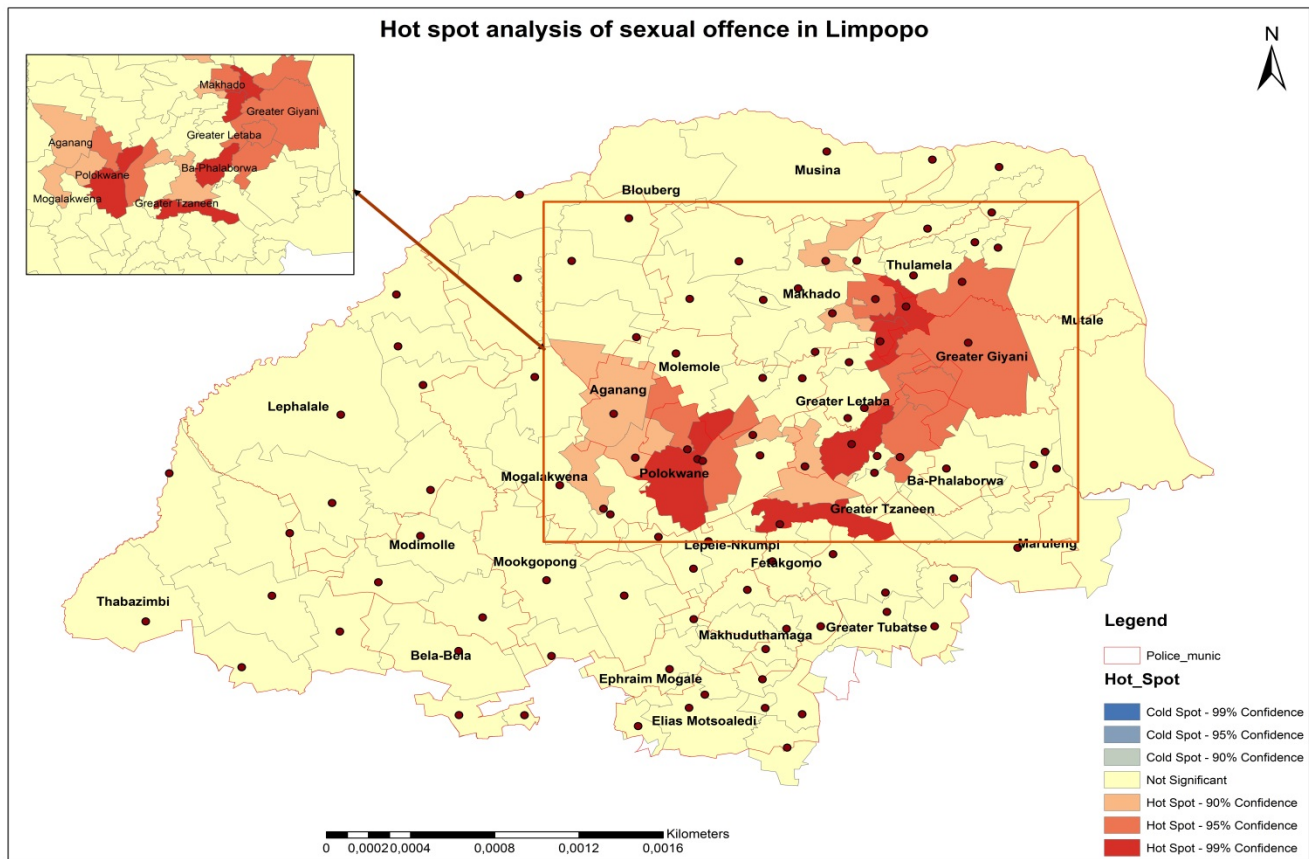 Hot spot analysis of sexual offence in Limpopo
N
Makhado
Greater Giyani
Greater Letaba
Aganang
Ba-Phalaborwa
Polokwane
Mogalakwena
Greater Tzaneen
Musina
Blouberg
Thulamela
Makhado
Mutale
Greater Giyani
Molemole
Aganang
Greater Letaba
Lephalale
Mogalakwena
Polokwane
Ba-Phalaborwa
Greater Tzaneen
Modimolle
Lepele-Nkumpi
Maruleng
Mookgopong
Fetakgomo
Thabazimbi
Makhuduthamaga
Greater Tubatse
Bela-Bela
Ephraim Mogale
Elias Motsoaledi
Legend
Police_munic
Hot_Spot
Cold Spot - 99% Confidence
Cold Spot - 95% Confidence
Cold Spot - 90% Confidence
Not Significant
Hot Spot - 90% Confidence
Hot Spot - 95% Confidence
Hot Spot - 99% Confidence
Kilometers
0 0,0002 0,0004 0,0008 0,0012 0,0016